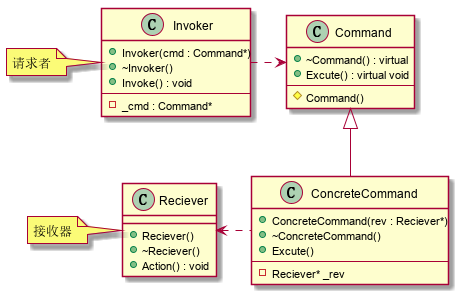 请求者
C Invoker
Invoker(cmd : Command*)
~Invoker()
Invoke() : void
_cmd : Command*
C Command
~Command() : virtual
Excute() : virtual void
Command()
接收器
C Reciever
Reciever()
~Reciever()
Action() : void
C ConcreteCommand
ConcreteCommand(rev : Reciever*)
~ConcreteCommand()
Excute()
Reciever* _rev